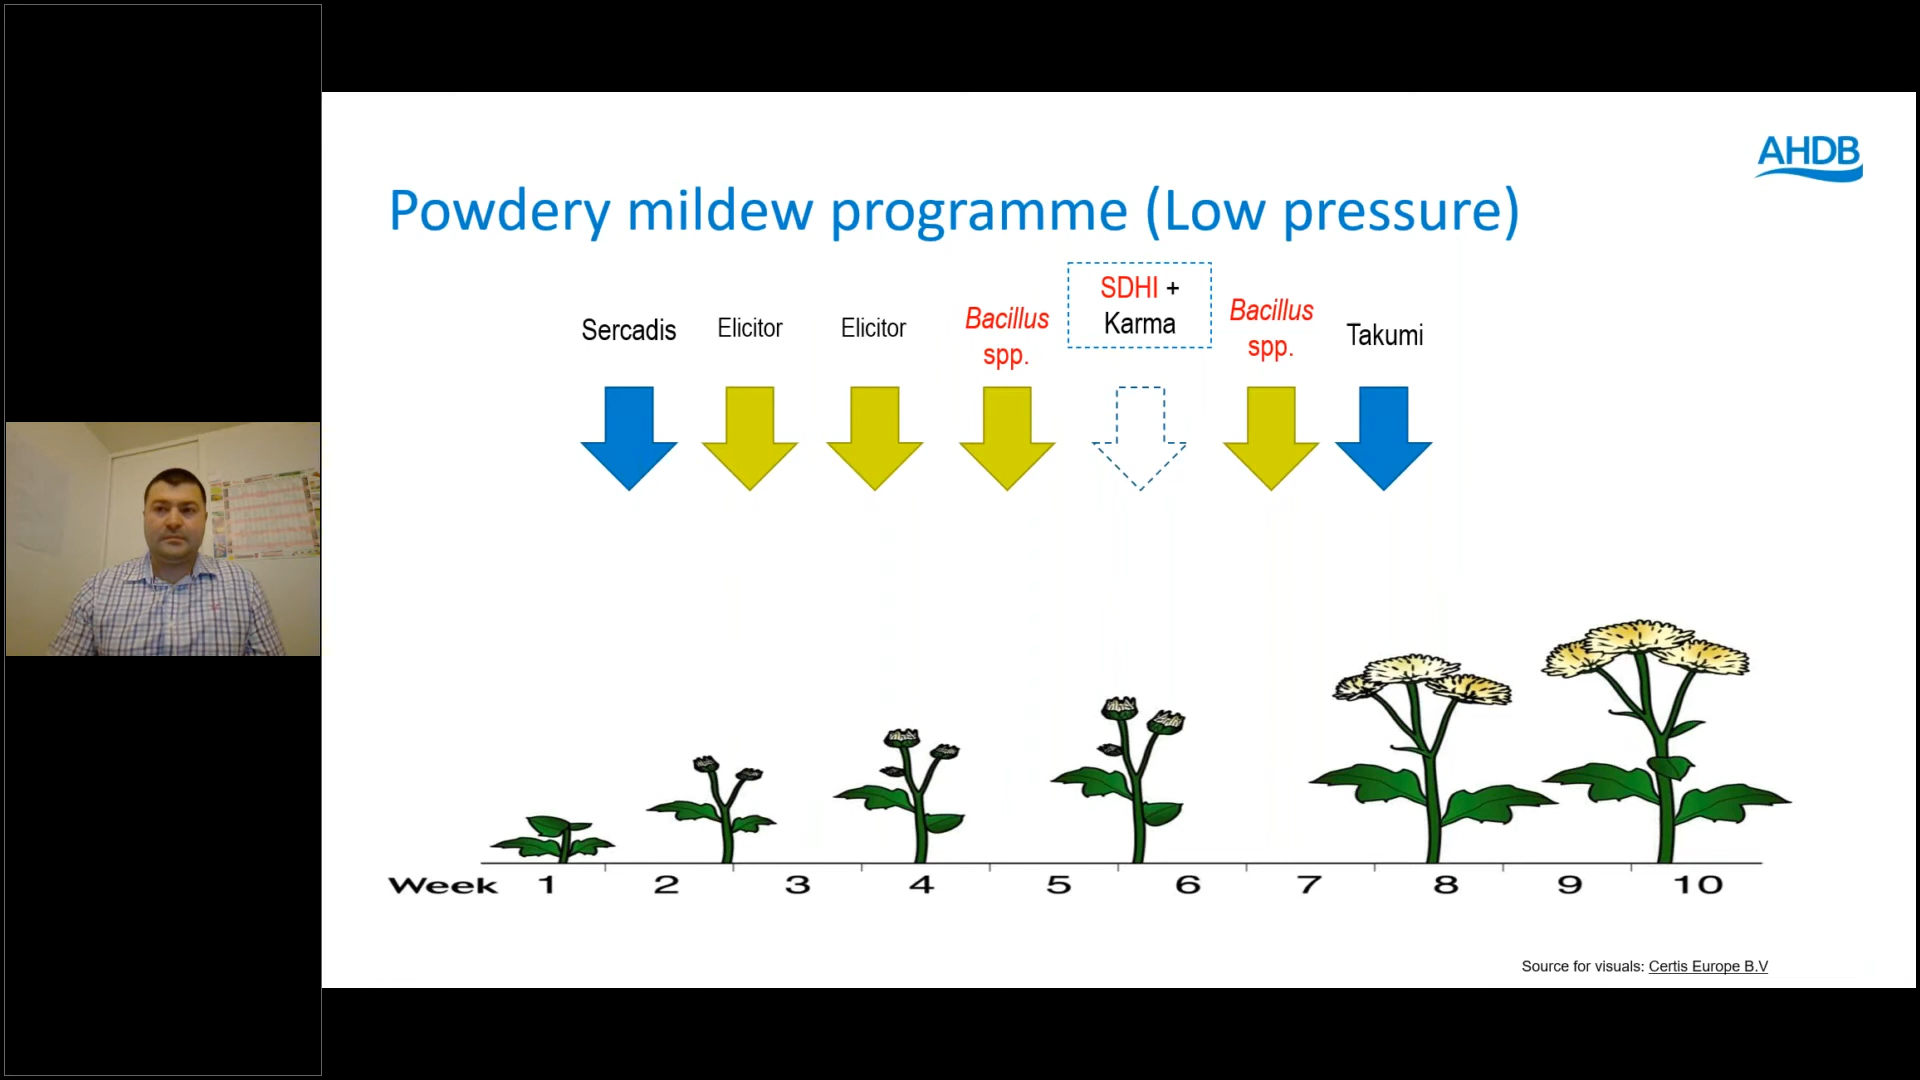 AHDB
Powdery mildew programme (Low pressure)
Sercadis
Elicitor
Elicitor
Bacillus
spp.
SDHI +
Karma
Bacillus
spp.
Takumi
Week 1 2 3 4 5 6 7 8 9 10
Source for visuals: Certis Europe B.V